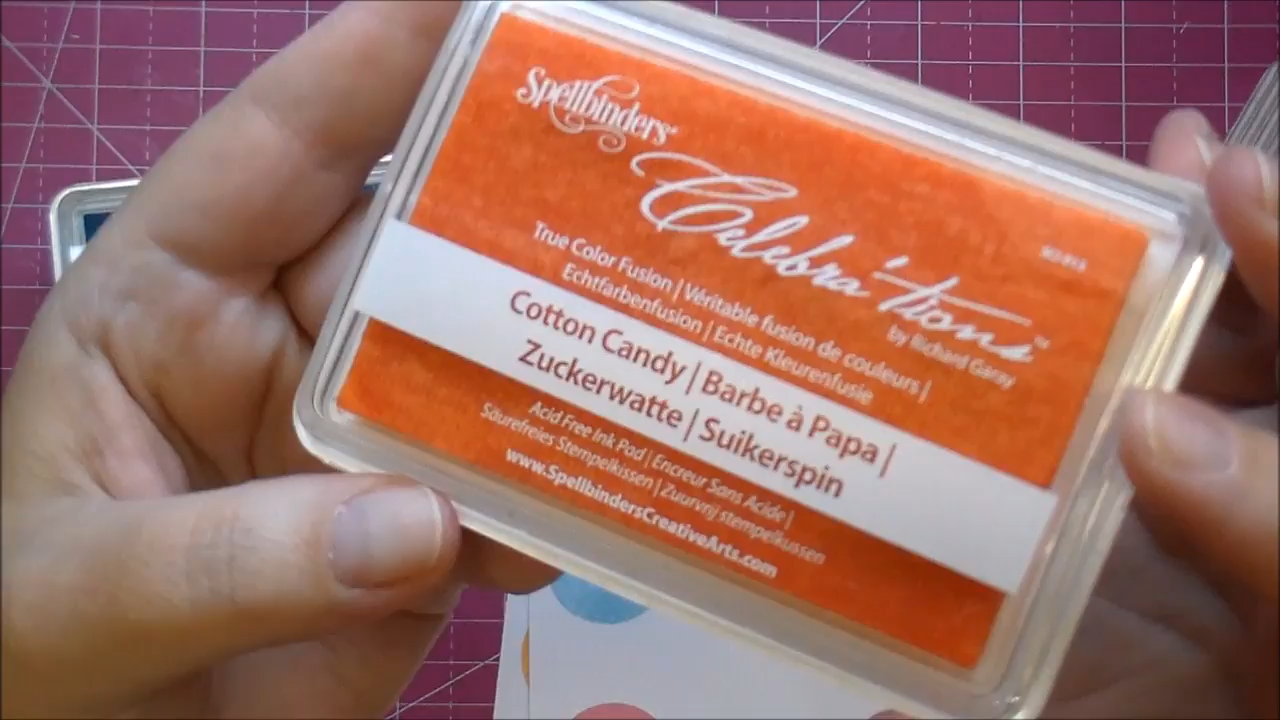 Spellbinders®
Celebra'tions™
by Richard Garay
True Color Fusion | Véritable fusion de couleurs |
Echtfarbenfusion | Echte Kleurenfusie
Cotton Candy | Barbe à Papa |
Zuckerwatte | Suikerspin
Acid Free Ink Pad | Encreur Sans Acide |
Säurefreies Stempelkissen | Zuurvrij stempelkussen
www.SpellbindersCreativeArts.com